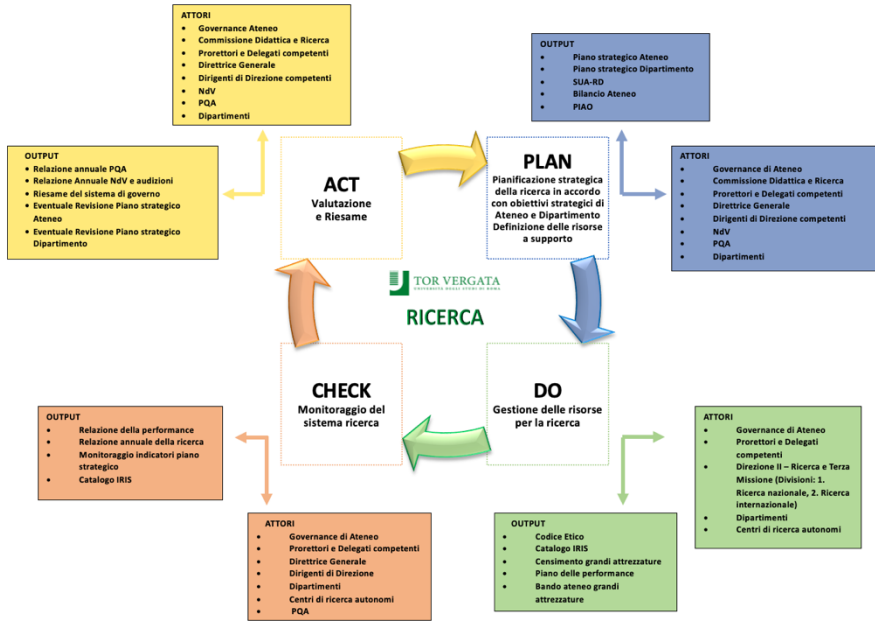 ATTORI
• Governance Ateneo
• Commissione Didattica e Ricerca
• Prorettori e Delegati competenti
• Direttrice Generale
• Dirigenti di Direzione competenti
• NdV
• PQA
• Dipartimenti
OUTPUT
• Relazione annuale PQA
• Relazione Annuale NdV e audizioni
• Riesame del sistema di governo
• Eventuale Revisione Piano strategico
Ateneo
• Eventuale Revisione Piano strategico
Dipartimento
ACT
Valutazione
e Riesame
PLAN
Pianificazione strategica
della ricerca in accordo
con obiettivi strategici di
Ateneo e Dipartimento
Definizione delle risorse
a supporto
OUTPUT
• Piano strategico Ateneo
• Piano strategico Dipartimento
• SUA-RD
• Bilancio Ateneo
• PIAO
ATTORI
• Governance di Ateneo
• Commissione Didattica e Ricerca
• Prorettori e Delegati competenti
• Direttrice Generale
• Dirigenti di Direzione competenti
• NdV
• PQA
• Dipartimenti
TOR VERGATA
UNIVERSITÀ DEGLI STUDI DI ROMA
RICERCA
CHECK
Monitoraggio del
sistema ricerca
DO
Gestione delle risorse
per la ricerca
OUTPUT
• Relazione della performance
• Relazione annuale della ricerca
• Monitoraggio indicatori piano
strategico
• Catalogo IRIS
ATTORI
• Governance di Ateneo
• Prorettori e Delegati competenti
• Direttrice Generale
• Dirigenti di Direzione
• Dipartimenti
• Centri di ricerca autonomi
• PQA
OUTPUT
• Codice Etico
• Catalogo IRIS
• Censimento grandi attrezzature
• Piano delle performance
• Bando ateneo grandi
attrezzature
ATTORI
• Governance di Ateneo
• Prorettori e Delegati
competenti
• Direzione II – Ricerca e Terza
Missione (Divisioni: 1.
Ricerca nazionale, 2. Ricerca
internazionale)
• Dipartimenti
• Centri di ricerca autonomi